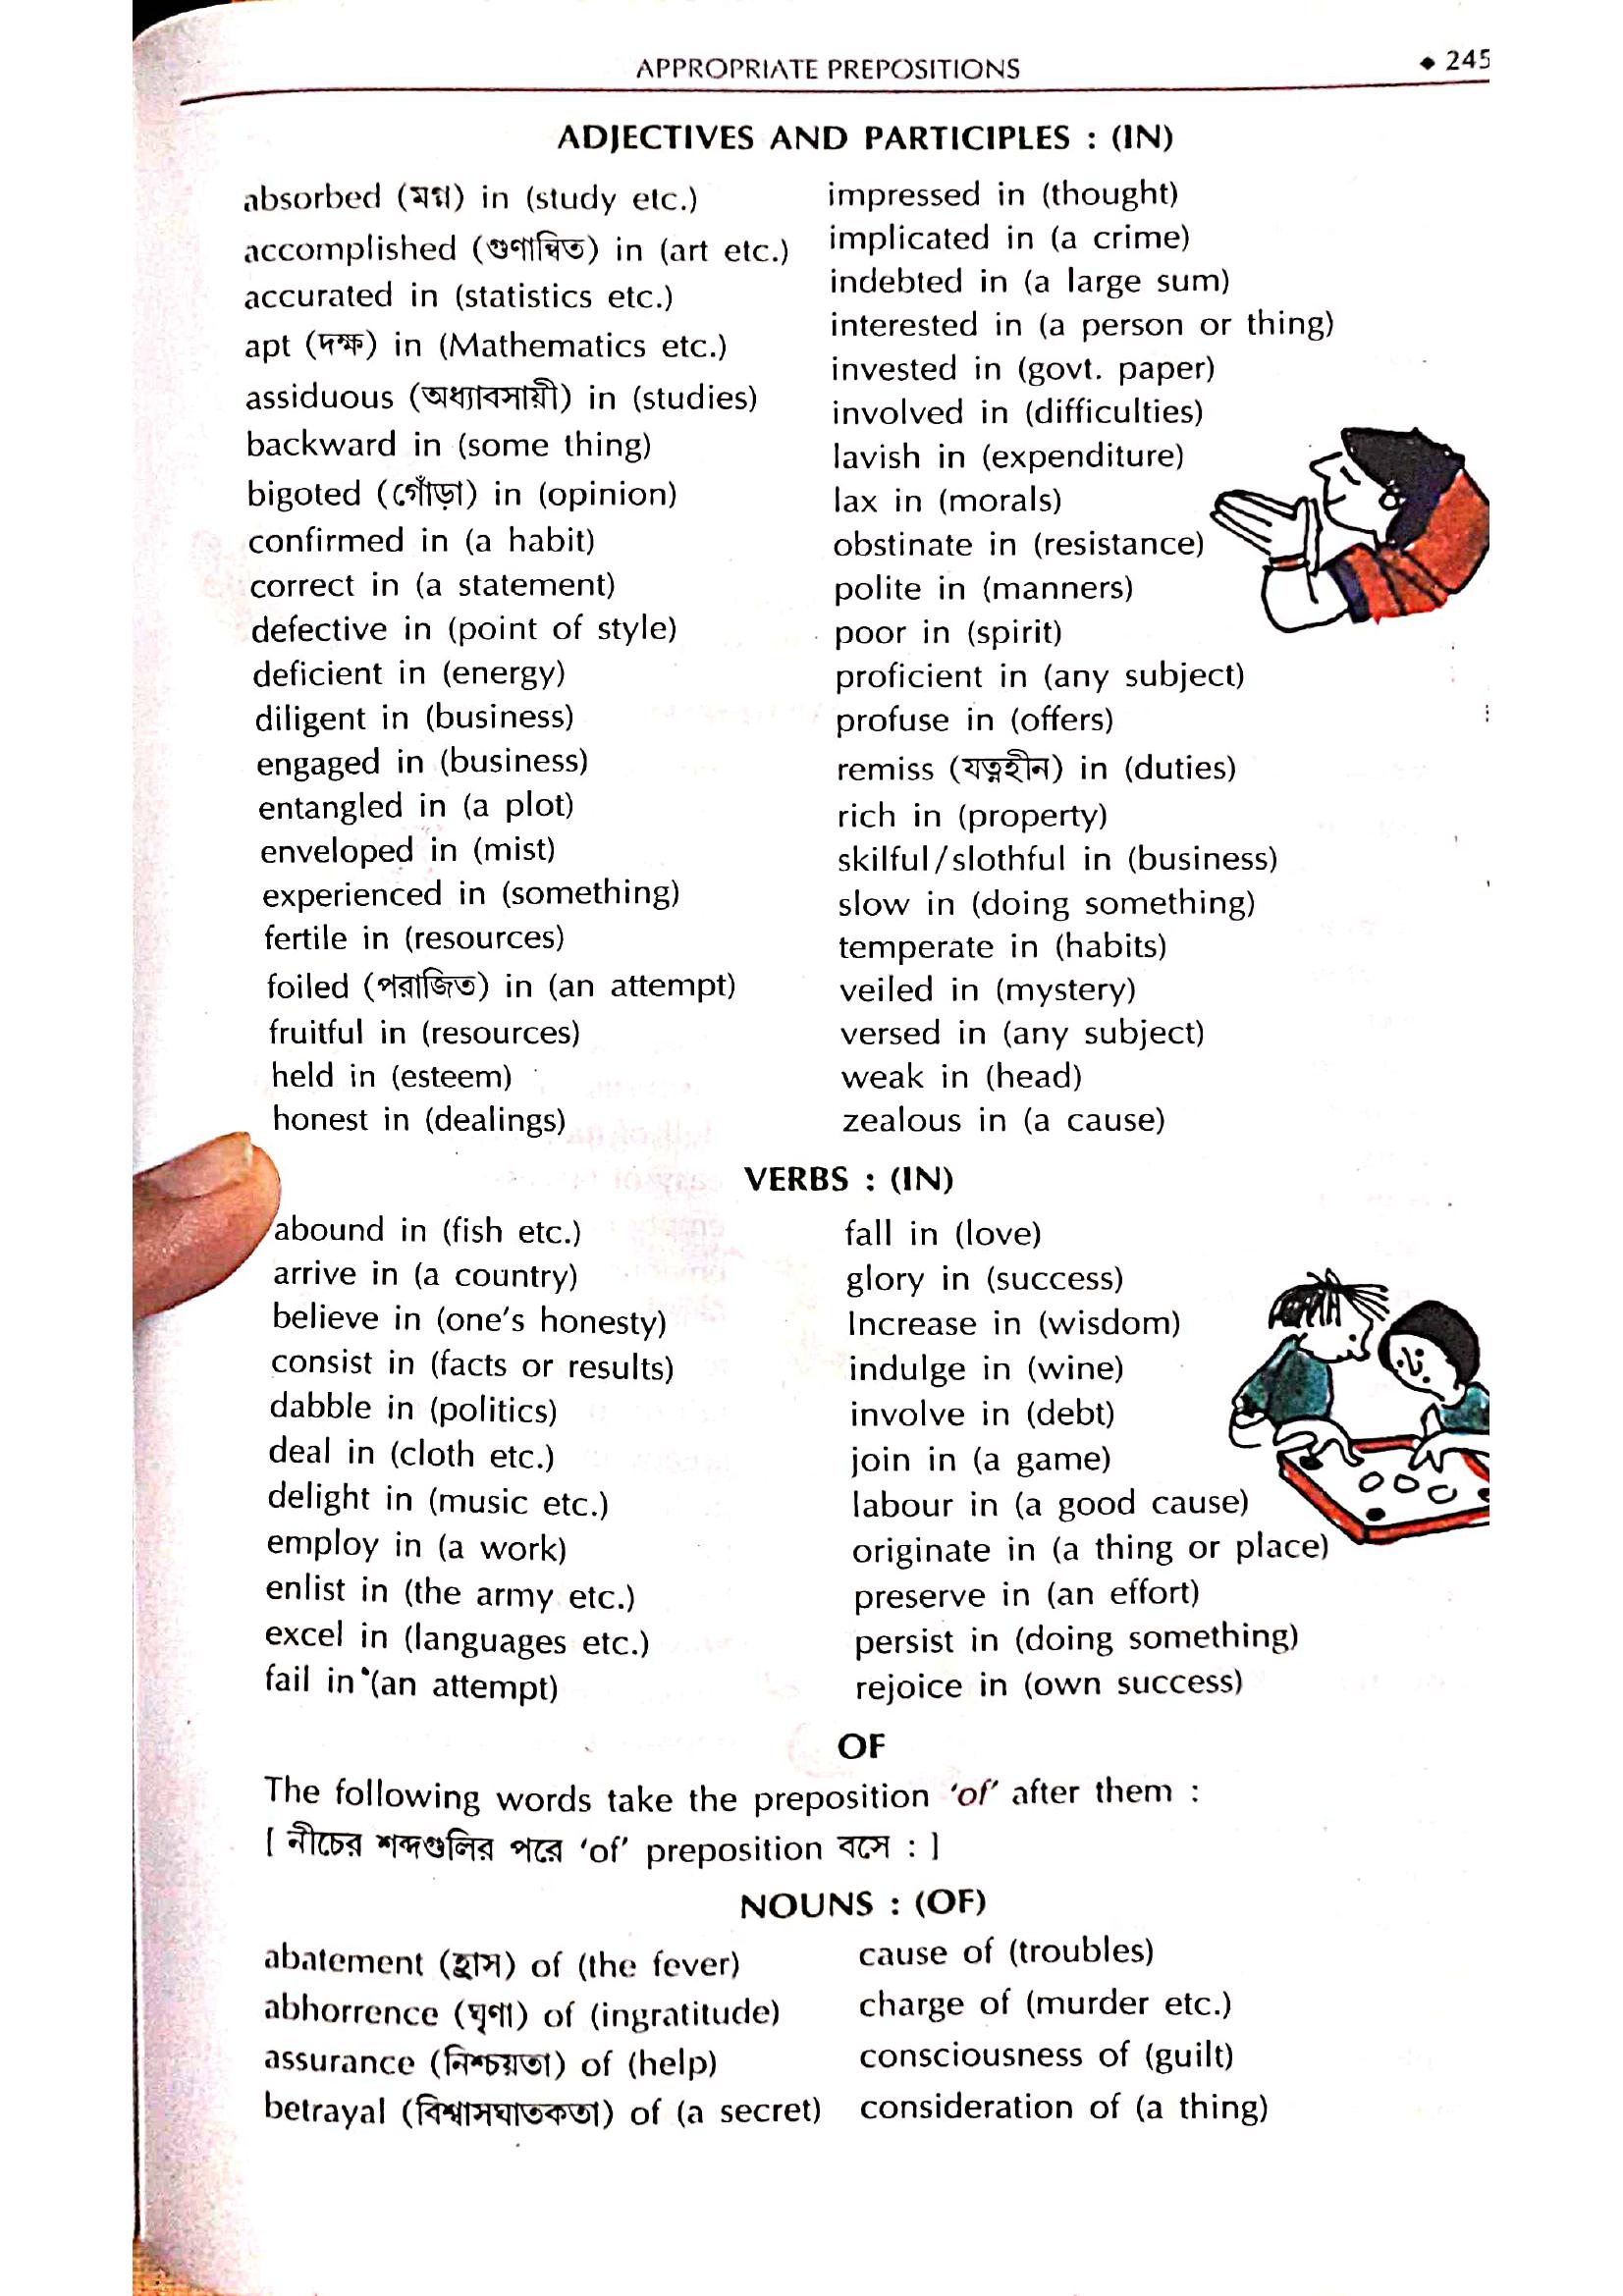 APPROPRIATE PREPOSITIONS ◆ 245
ADJECTIVES AND PARTICIPLES : (IN)
absorbed (মগ্ন) in (study etc.)
accomplished (গুণান্বিত) in (art etc.)
accurated in (statistics etc.)
apt (দক্ষ) in (Mathematics etc.)
assiduous (অধ্যাবসায়ী) in (studies)
backward in (some thing)
bigoted (গোঁড়া) in (opinion)
confirmed in (a habit)
correct in (a statement)
defective in (point of style)
deficient in (energy)
diligent in (business)
engaged in (business)
entangled in (a plot)
enveloped in (mist)
experienced in (something)
fertile in (resources)
foiled (পরাজিত) in (an attempt)
fruitful in (resources)
held in (esteem)
honest in (dealings)
impressed in (thought)
implicated in (a crime)
indebted in (a large sum)
interested in (a person or thing)
invested in (govt. paper)
involved in (difficulties)
lavish in (expenditure)
lax in (morals)
obstinate in (resistance)
polite in (manners)
poor in (spirit)
proficient in (any subject)
profuse in (offers)
remiss (যত্নহীন) in (duties)
rich in (property)
skilful/slothful in (business)
slow in (doing something)
temperate in (habits)
veiled in (mystery)
versed in (any subject)
weak in (head)
zealous in (a cause)
VERBS : (IN)
abound in (fish etc.)
arrive in (a country)
believe in (one's honesty)
consist in (facts or results)
dabble in (politics)
deal in (cloth etc.)
delight in (music etc.)
employ in (a work)
enlist in (the army etc.)
excel in (languages etc.)
fail in (an attempt)
fall in (love)
glory in (success)
Increase in (wisdom)
indulge in (wine)
involve in (debt)
join in (a game)
labour in (a good cause)
originate in (a thing or place)
preserve in (an effort)
persist in (doing something)
rejoice in (own success)
OF
The following words take the preposition 'of' after them :
[ নীচের শব্দগুলির পরে 'of' preposition বসে : ]
NOUNS : (OF)
abatement (হ্রাস) of (the fever)
abhorrence (ঘৃণা) of (ingratitude)
assurance (নিশ্চয়তা) of (help)
betrayal (বিশ্বাসঘাতকতা) of (a secret)
cause of (troubles)
charge of (murder etc.)
consciousness of (guilt)
consideration of (a thing)